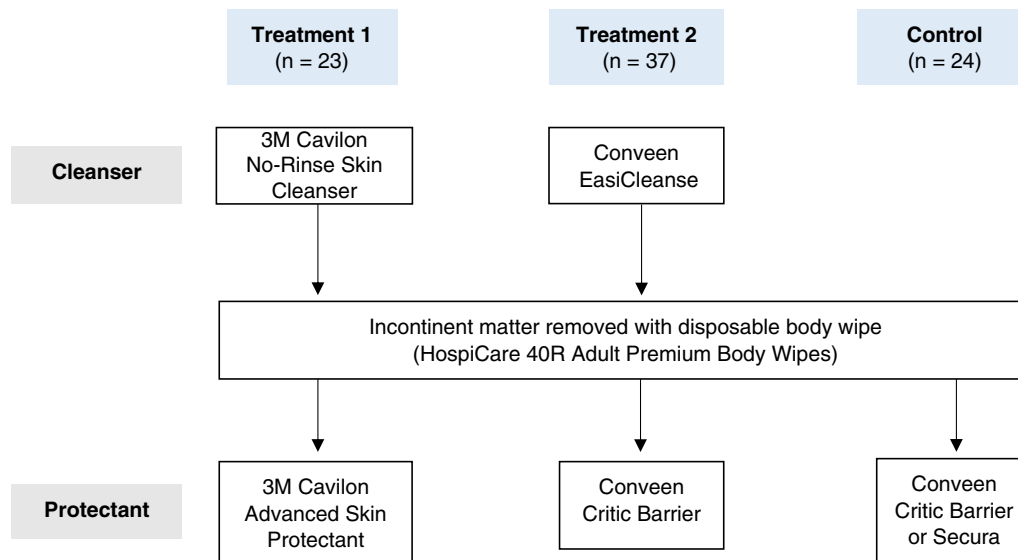 Treatment 1
(n = 23)
Treatment 2
(n = 37)
Control
(n = 24)
Cleanser
3M Cavilon
No-Rinse Skin
Cleanser
Conveen
EasiCleanse
Incontinent matter removed with disposable body wipe
(HospiCare 40R Adult Premium Body Wipes)
Protectant
3M Cavilon
Advanced Skin
Protectant
Conveen
Critic Barrier
Conveen
Critic Barrier
or Secura